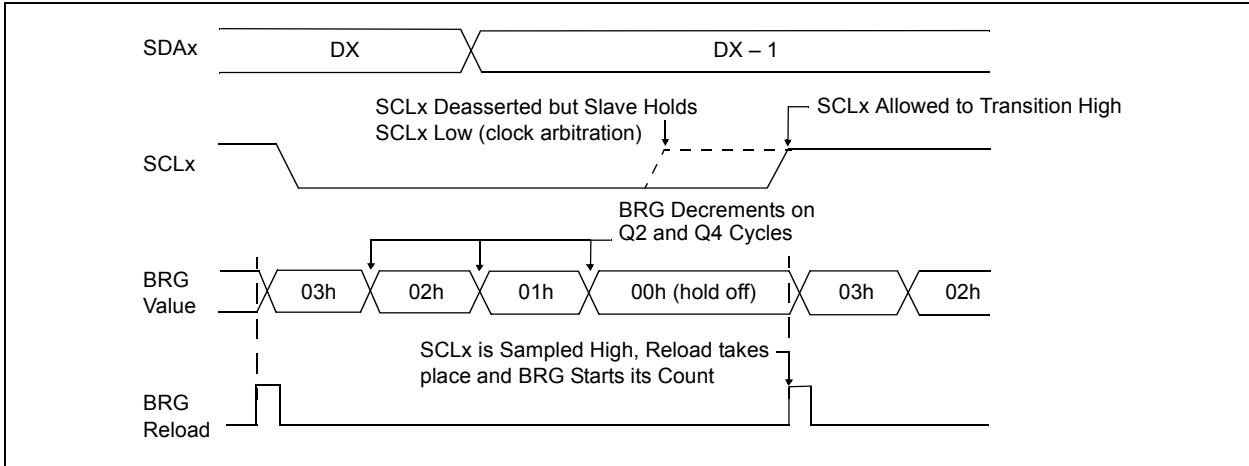 SDAx
DX
DX – 1
SCLx Deasserted but Slave Holds
SCLx Low (clock arbitration)
SCLx Allowed to Transition High
SCLx
BRG Decrements on
Q2 and Q4 Cycles
BRG
Value
03h
02h
01h
00h (hold off)
03h
02h
SCLx is Sampled High, Reload takes
place and BRG Starts its Count
BRG
Reload